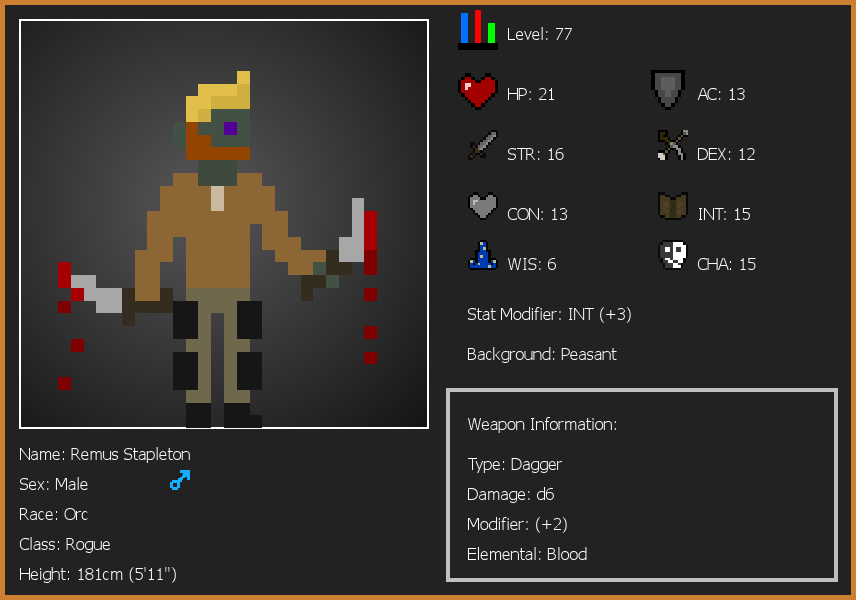 Level: 77
HP: 21
AC: 13
STR: 16
DEX: 12
CON: 13
INT: 15
WIS: 6
CHA: 15
Stat Modifier: INT (+3)
Background: Peasant
Weapon Information:
Type: Dagger
Damage: d6
Modifier: (+2)
Elemental: Blood
Name: Remus Stapleton
Sex: Male
Race: Orc
Class: Rogue
Height: 181cm (5'11")